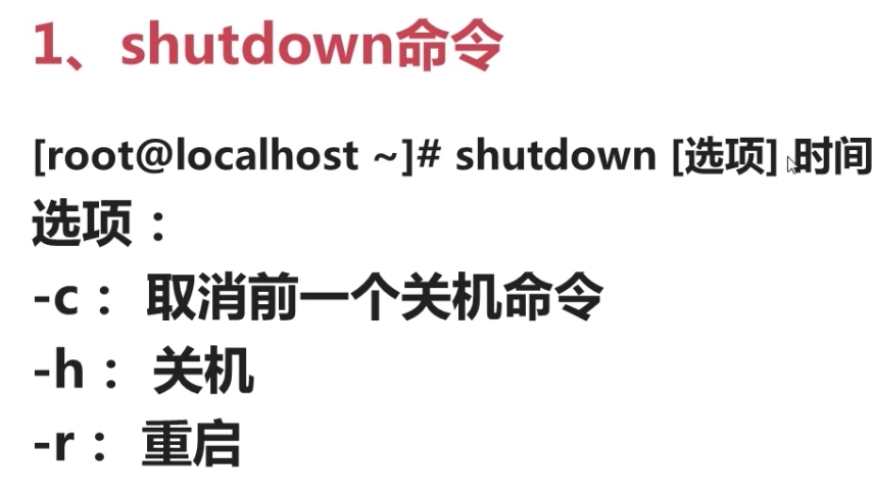 1、shutdown命令
[root@localhost ~]# shutdown [选项] 时间
选项：
-c： 取消前一个关机命令
-h： 关机
-r： 重启